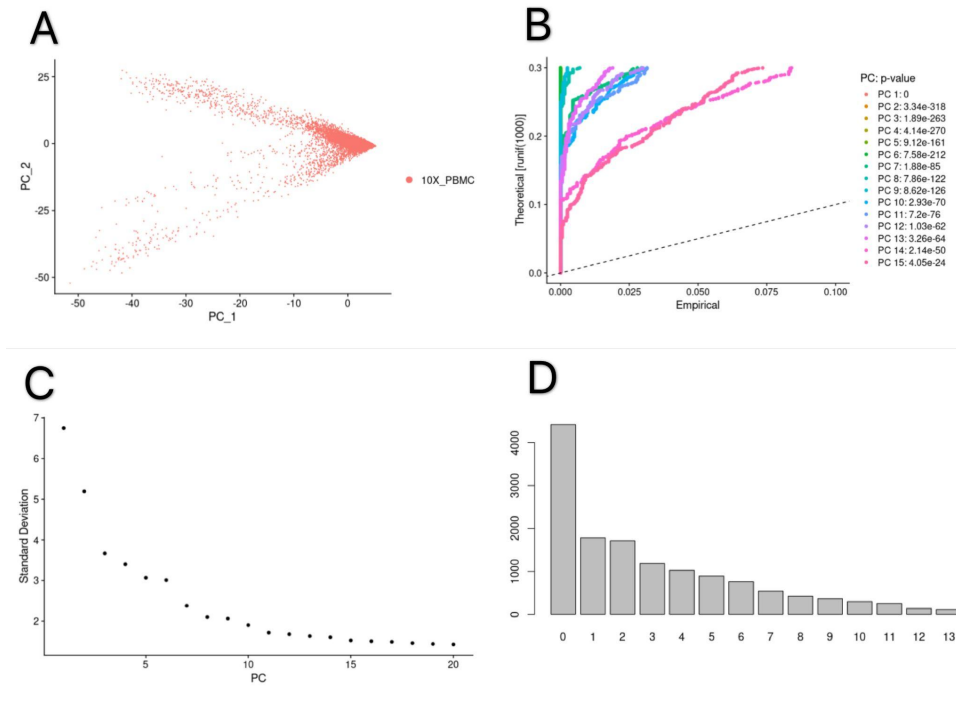 A
25
0
-25
-50
PC_2
-50
-40
-30
-20
-10
0
PC_1
10X_PBMC
B
0.3
0.2
0.1
0.0
Theoretical [runif(1000)]
0.000
0.025
0.050
0.075
0.100
Empirical
PC: p-value
PC 1: 0
PC 2: 3.34e-318
PC 3: 1.89e-263
PC 4: 4.14e-270
PC 5: 9.12e-161
PC 6: 7.58e-212
PC 7: 1.88e-85
PC 8: 7.86e-122
PC 9: 8.62e-126
PC 10: 2.93e-70
PC 11: 7.2e-76
PC 12: 1.03e-62
PC 13: 3.26e-64
PC 14: 2.14e-50
PC 15: 4.05e-24
C
7
6
5
4
3
2
Standard Deviation
5
10
15
20
PC
D
4000
3000
2000
1000
0
0 1 2 3 4 5 6 7 8 9 10 11 12 13